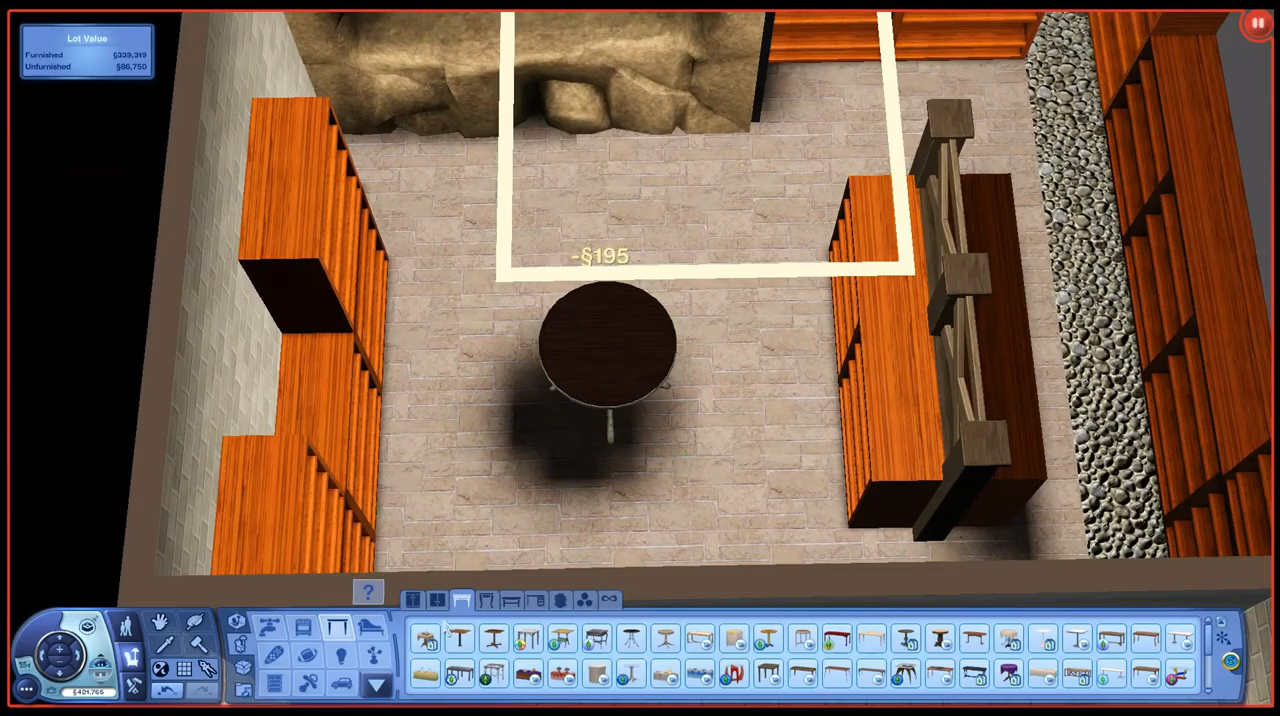 Lot Value
Furnished §339,319
Unfurnished §86,750
-§195
?
§421,765